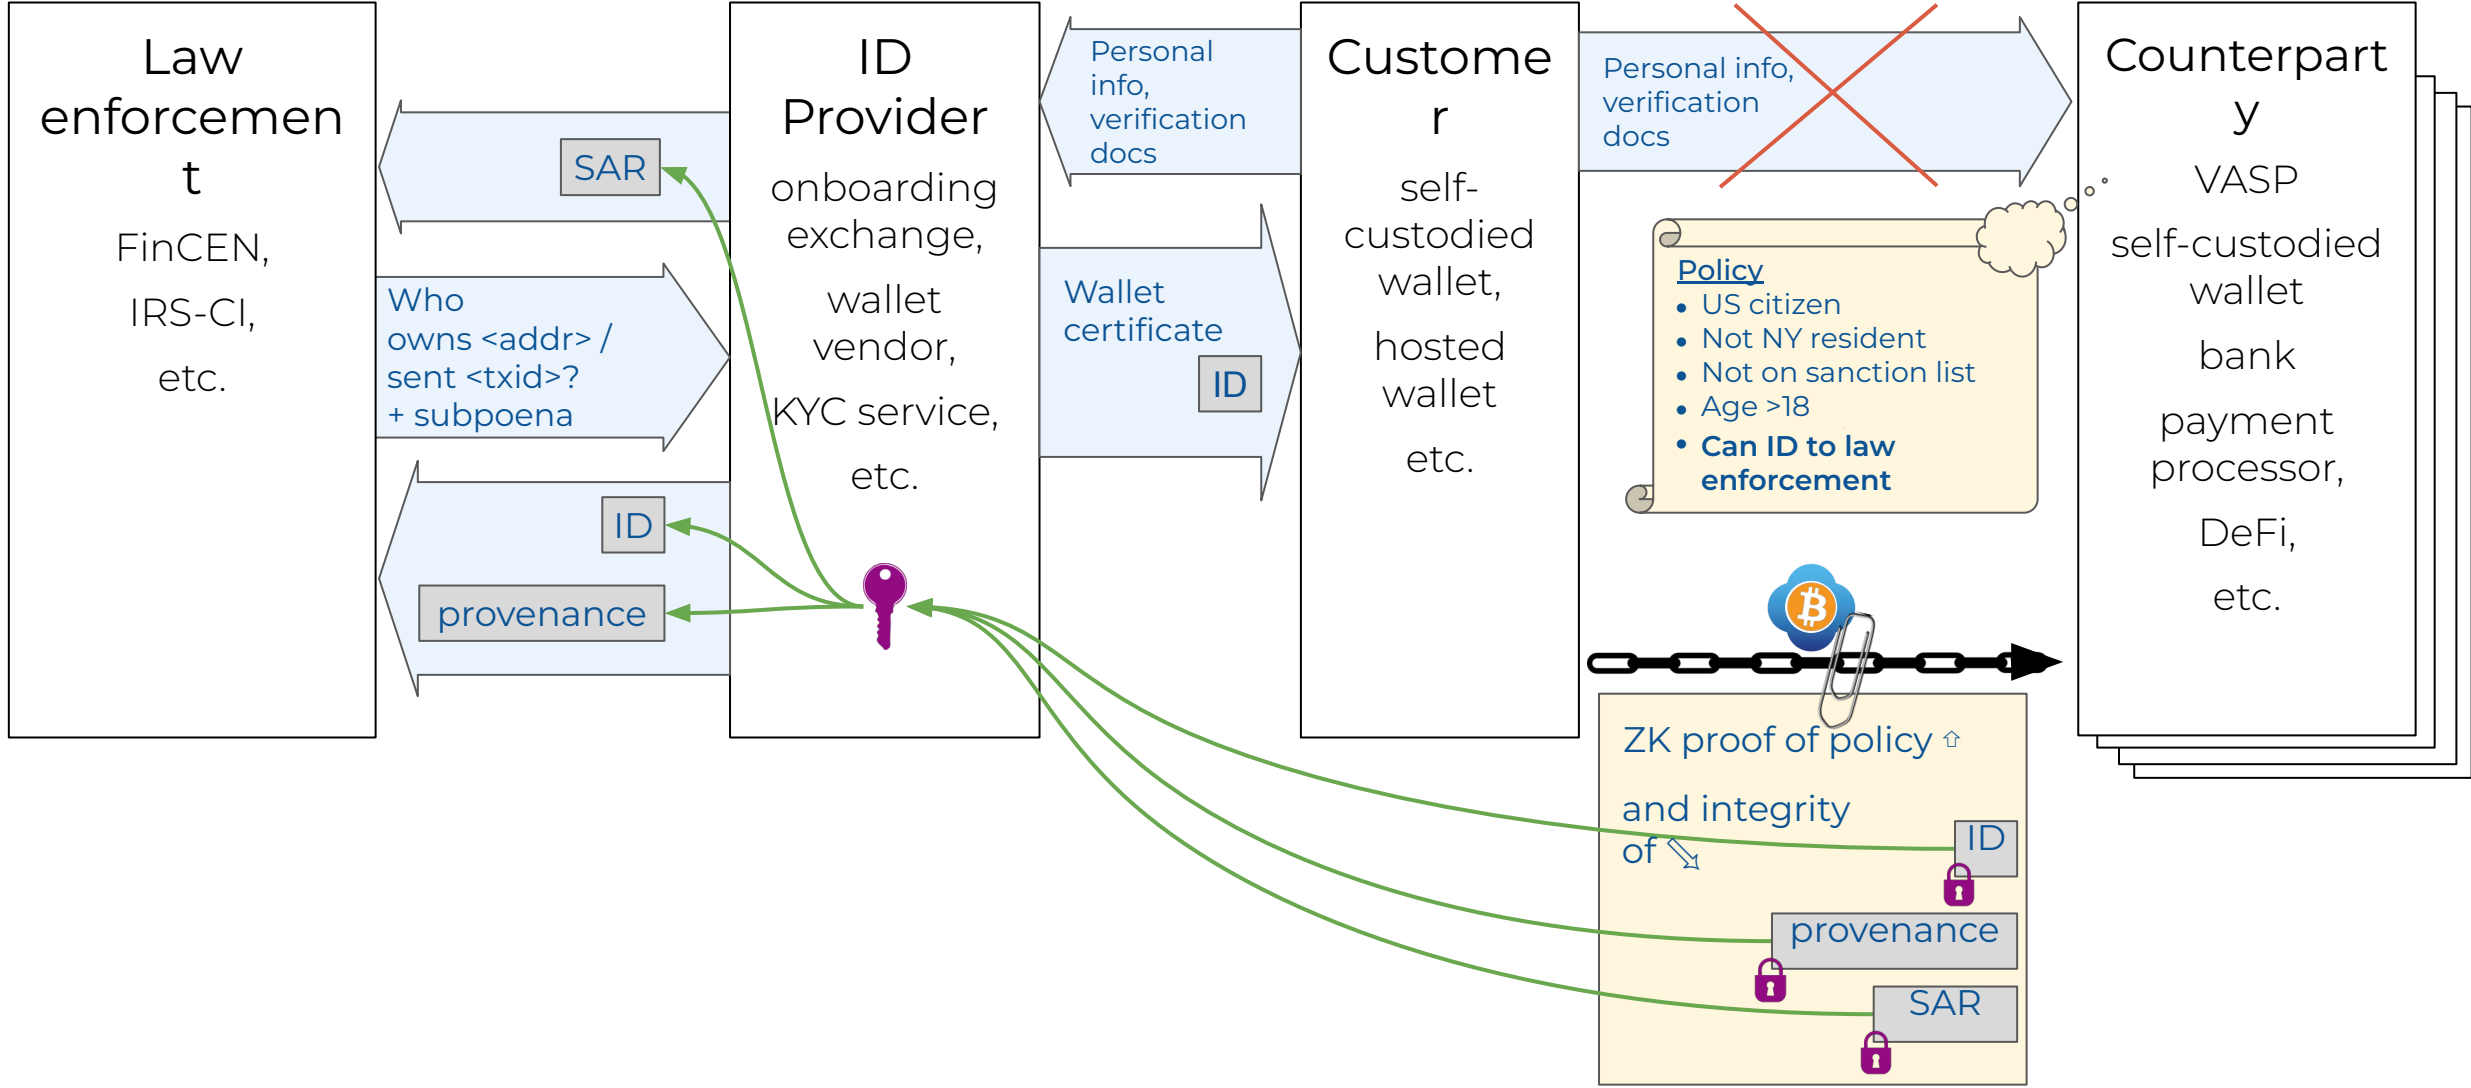 Law
enforcemen
t
FinCEN,
IRS-CI,
etc.
SAR
Who
owns <addr> /
sent <txid>?
+ subpoena
ID
provenance
ID
Provider
onboarding
exchange,
wallet
vendor,
KYC service,
etc.
Personal
info,
verification
docs
Wallet
certificate
ID
Custome
r
self-
custodied
wallet,
hosted
wallet
etc.
Personal info,
verification
docs
Policy
• US citizen
• Not NY resident
• Not on sanction list
• Age >18
• Can ID to law
enforcement
Counterpart
y
VASP
self-custodied
wallet
bank
payment
processor,
DeFi,
etc.
ZK proof of policy ⇧
and integrity
of ⇘
ID
provenance
SAR